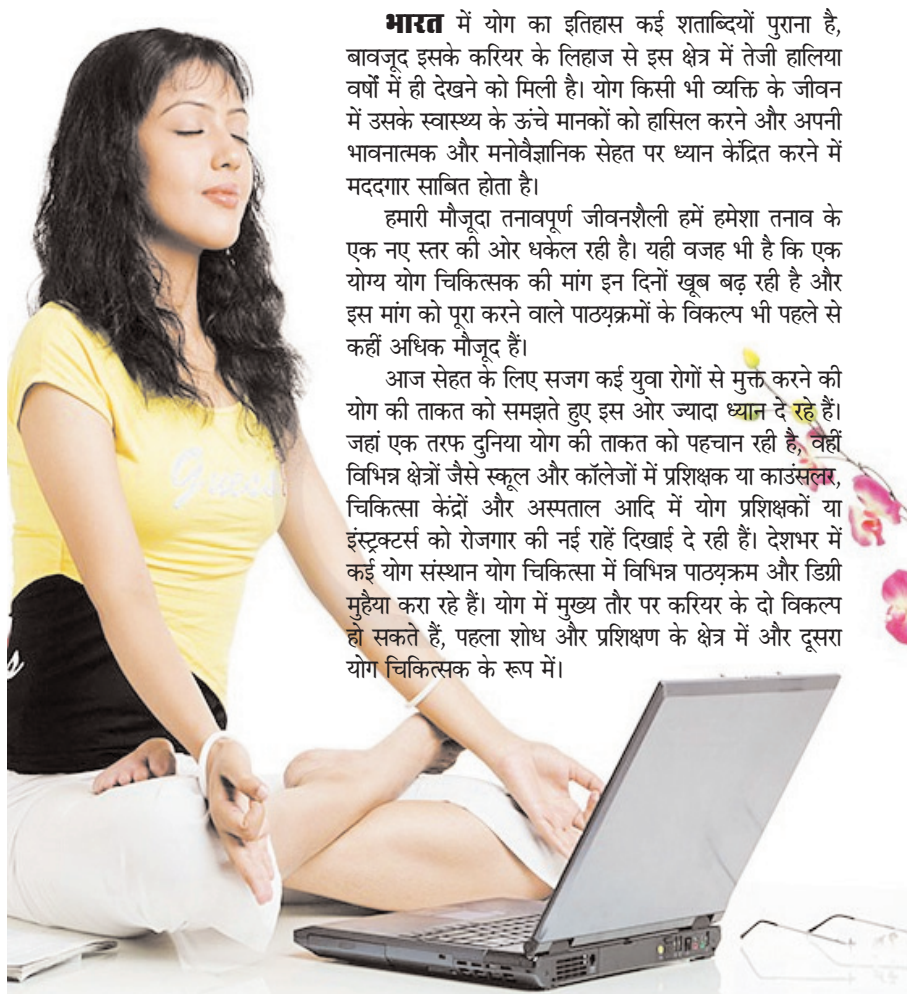 भारत में योग का इतिहास कई शताब्दियों पुराना है,
बावजूद इसके करियर के लिहाज से इस क्षेत्र में तेजी हालिया
वर्षों में ही देखने को मिली है। योग किसी भी व्यक्ति के जीवन
में उसके स्वास्थ्य के ऊंचे मानकों को हासिल करने और अपनी
भावनात्मक और मनोवैज्ञानिक सेहत पर ध्यान केंद्रित करने में
मददगार साबित होता है।
हमारी मौजूदा तनावपूर्ण जीवनशैली हमें हमेशा तनाव के
एक नए स्तर की ओर धकेल रही है। यही वजह भी है कि एक
योग्य योग चिकित्सक की मांग इन दिनों खूब बढ़ रही है और
इस मांग को पूरा करने वाले पाठय़क्रमों के विकल्प भी पहले से
कहीं अधिक मौजूद हैं।
आज सेहत के लिए सजग कई युवा रोगों से मुक्त करने की
योग की ताकत को समझते हुए इस ओर ज्यादा ध्यान दे रहे हैं।
जहां एक तरफ दुनिया योग की ताकत को पहचान रही है, वहीं
विभिन्न क्षेत्रों जैसे स्कूल और कॉलेजों में प्रशिक्षक या काउंसलर,
चिकित्सा केंद्रों और अस्पताल आदि में योग प्रशिक्षकों या
इंस्ट्रक्टर्स को रोजगार की नई राहें दिखाई दे रही हैं। देशभर में
कई योग संस्थान योग चिकित्सा में विभिन्न पाठय़क्रम और डिग्री
मुहैया करा रहे हैं। योग में मुख्य तौर पर करियर के दो विकल्प
हो सकते हैं, पहला शोध और प्रशिक्षण के क्षेत्र में और दूसरा
योग चिकित्सक के रूप में।
Guess